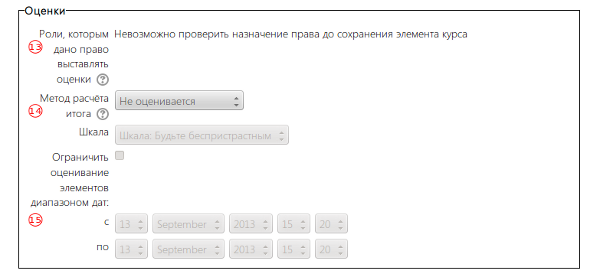 Оценки
Роли, которым Невозможно проверить назначение права до сохранения элемента курса
13 дано право
выставлять
оценки ?
Метод расчёта Не оценивается
14 итога ?
Шкала Шкала: Будьте беспристрастным
Ограничить
оценивание
элементов
диапазоном дат:
15 с 13 September 2013 15 20
по 13 September 2013 15 20